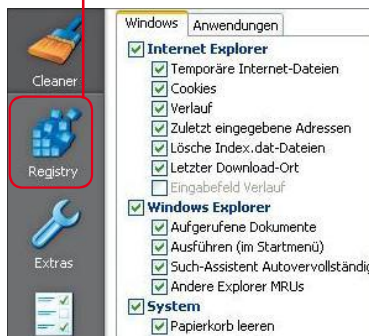 Windows
Anwendungen
Internet Explorer
Temporäre Internet-Dateien
Cookies
Verlauf
Zuletzt eingegebene Adressen
Lösche Index.dat-Dateien
Letzter Download-Ort
Eingabefeld Verlauf
Windows Explorer
Aufgerufene Dokumente
Ausführen (im Startmenü)
Such-Assistent Autovervollständig
Andere Explorer MRUs
System
Papierkorb leeren
Cleaner
Registry
Extras